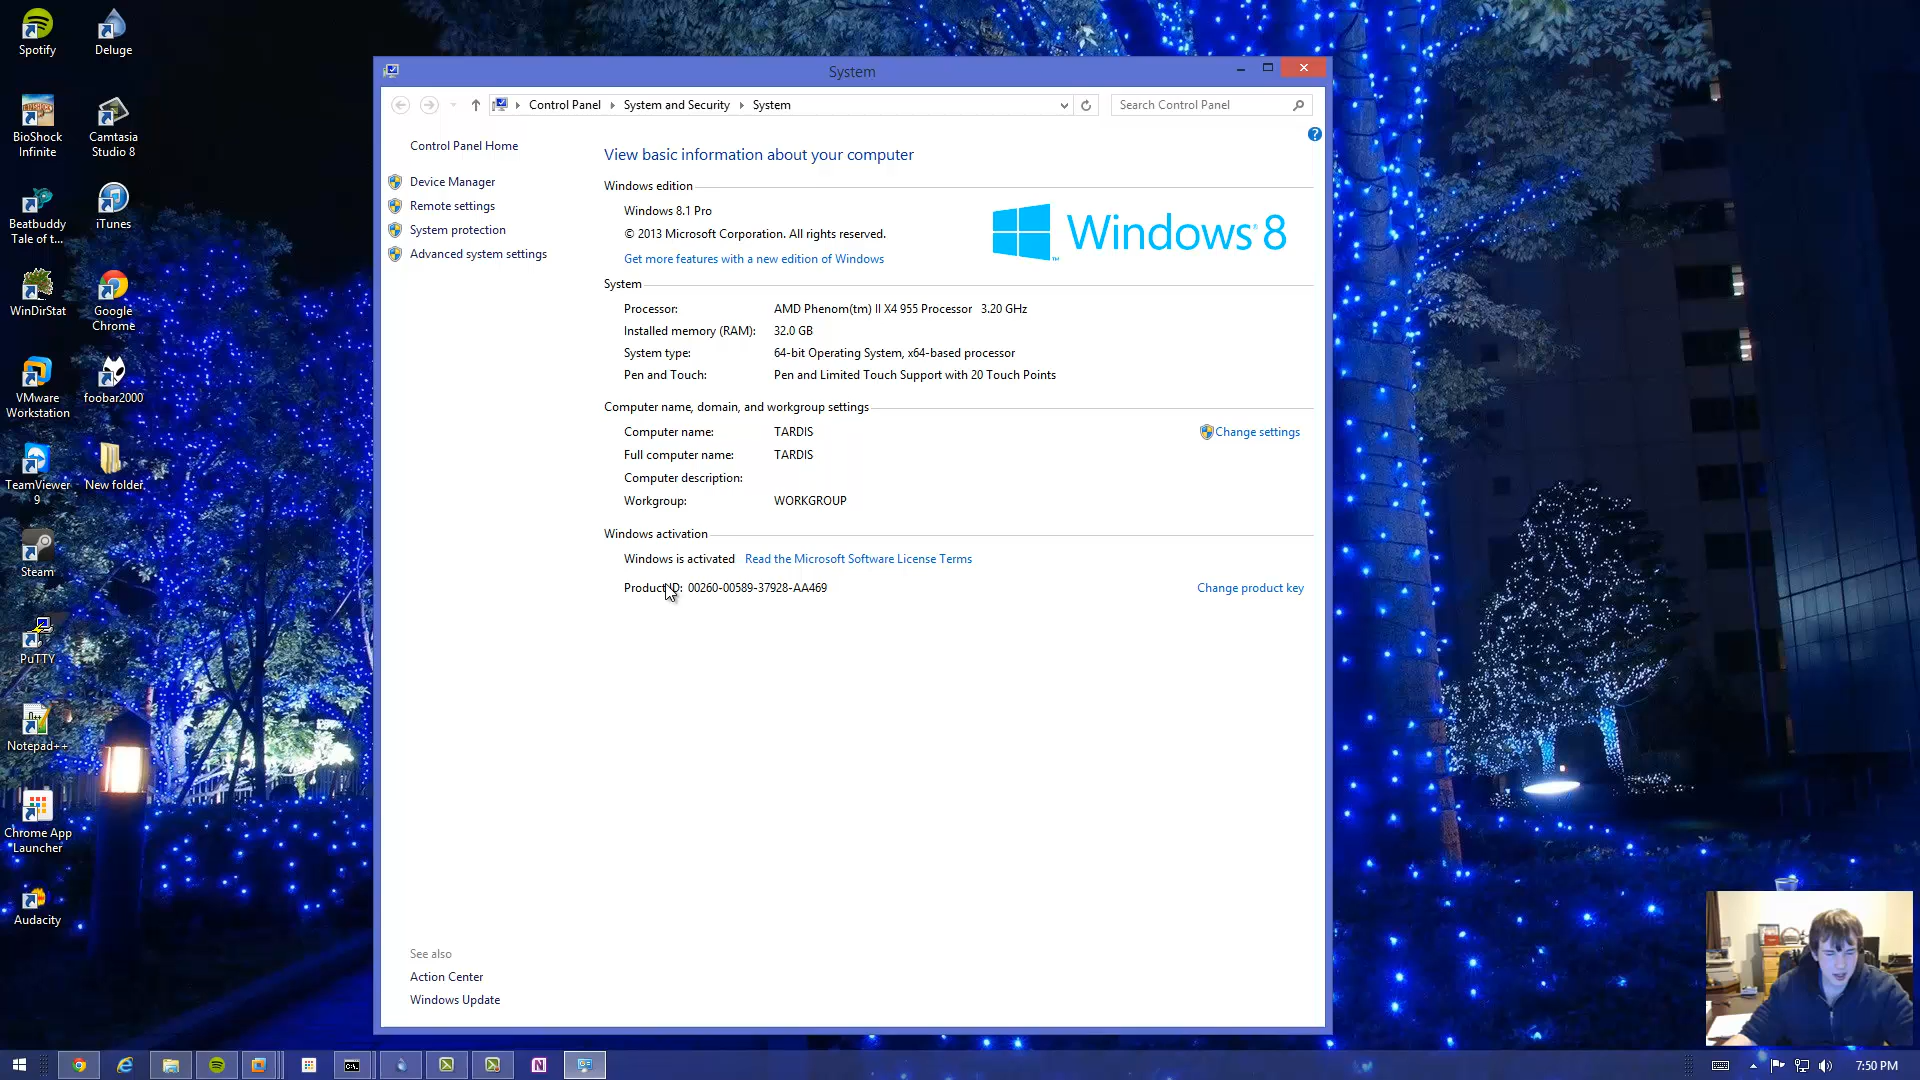 Spotify
Deluge
BioShock
Infinite
Camtasia
Studio 8
Beatbuddy
Tale of t...
iTunes
WinDirStat
Google
Chrome
VMware
Workstation
foobar2000
TeamViewer
9
New folder
Steam
PuTTY
Notepad++
Chrome App
Launcher
Audacity
System
Control Panel
System and Security
System
Search Control Panel
Control Panel Home
Device Manager
Remote settings
System protection
Advanced system settings
View basic information about your computer
Windows edition
Windows 8.1 Pro
© 2013 Microsoft Corporation. All rights reserved.
Get more features with a new edition of Windows
Windows 8
System
Processor: AMD Phenom(tm) II X4 955 Processor 3.20 GHz
Installed memory (RAM): 32.0 GB
System type: 64-bit Operating System, x64-based processor
Pen and Touch: Pen and Limited Touch Support with 20 Touch Points
Computer name, domain, and workgroup settings
Computer name: TARDIS
Change settings
Full computer name: TARDIS
Computer description:
Workgroup: WORKGROUP
Windows activation
Windows is activated Read the Microsoft Software License Terms
Product ID: 00260-00589-37928-AA469
Change product key
See also
Action Center
Windows Update
7:50 PM